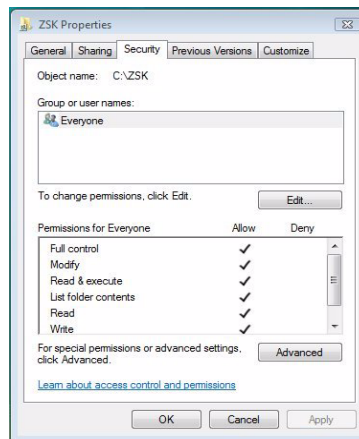 ZSK Properties
General Sharing Security Previous Versions Customize
Object name: C:\ZSK
Group or user names:
Everyone
To change permissions, click Edit.
Edit...
Permissions for Everyone Allow Deny
Full control
Modify
Read & execute
List folder contents
Read
Write
For special permissions or advanced settings,
click Advanced.
Advanced
Learn about access control and permissions
OK Cancel Apply